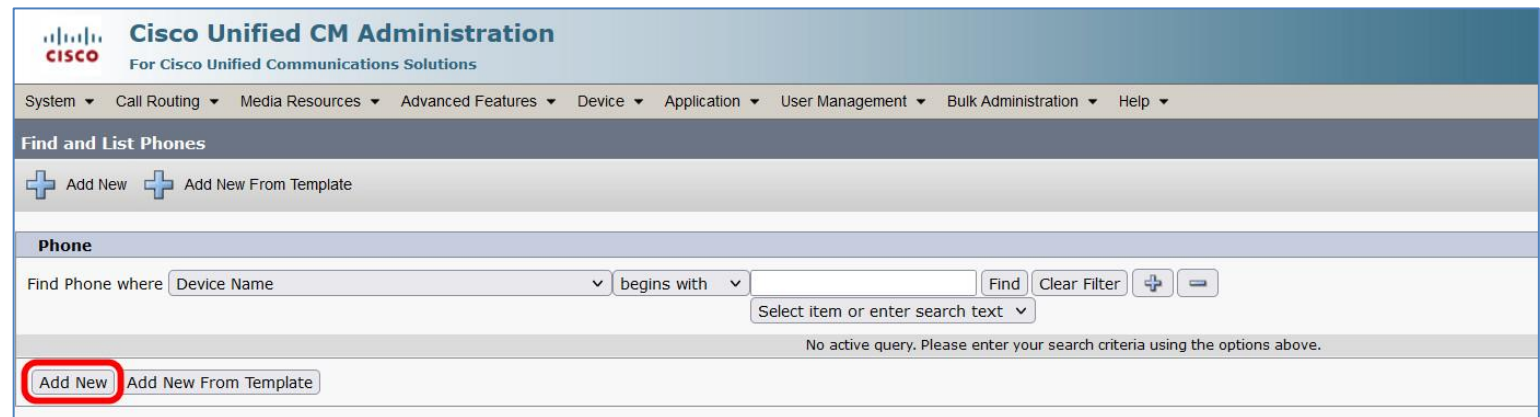 Cisco Unified CM Administration
CISCO
For Cisco Unified Communications Solutions
System Call Routing Media Resources Advanced Features Device Application User Management Bulk Administration Help
Find and List Phones
Add New Add New From Template
Phone
Find Phone where Device Name begins with Find Clear Filter
Select item or enter search text
No active query. Please enter your search criteria using the options above.
Add New Add New From Template